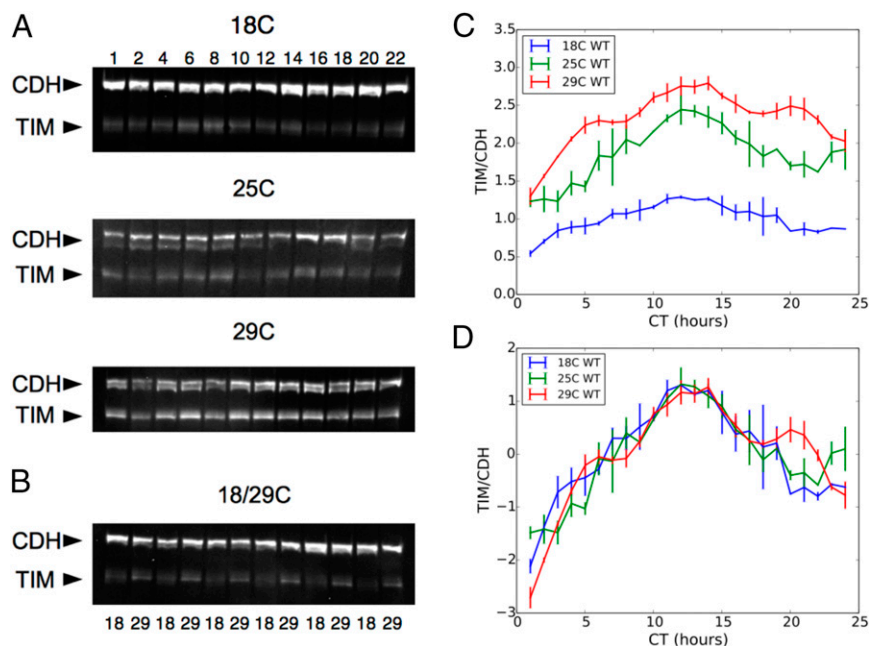 A
18C
1 2 4 6 8 10 12 14 16 18 20 22
CDH
TIM
25C
CDH
TIM
29C
CDH
TIM
B
18/29C
CDH
TIM
18 29 18 29 18 29 18 29 18 29 18 29
C
3.5
3.0
2.5
2.0
1.5
1.0
0.5
0.0
TIM/CDH
18C WT
25C WT
29C WT
0 5 10 15 20 25
CT (hours)
D
2
1
0
−1
−2
−3
TIM/CDH
18C WT
25C WT
29C WT
0 5 10 15 20 25
CT (hours)